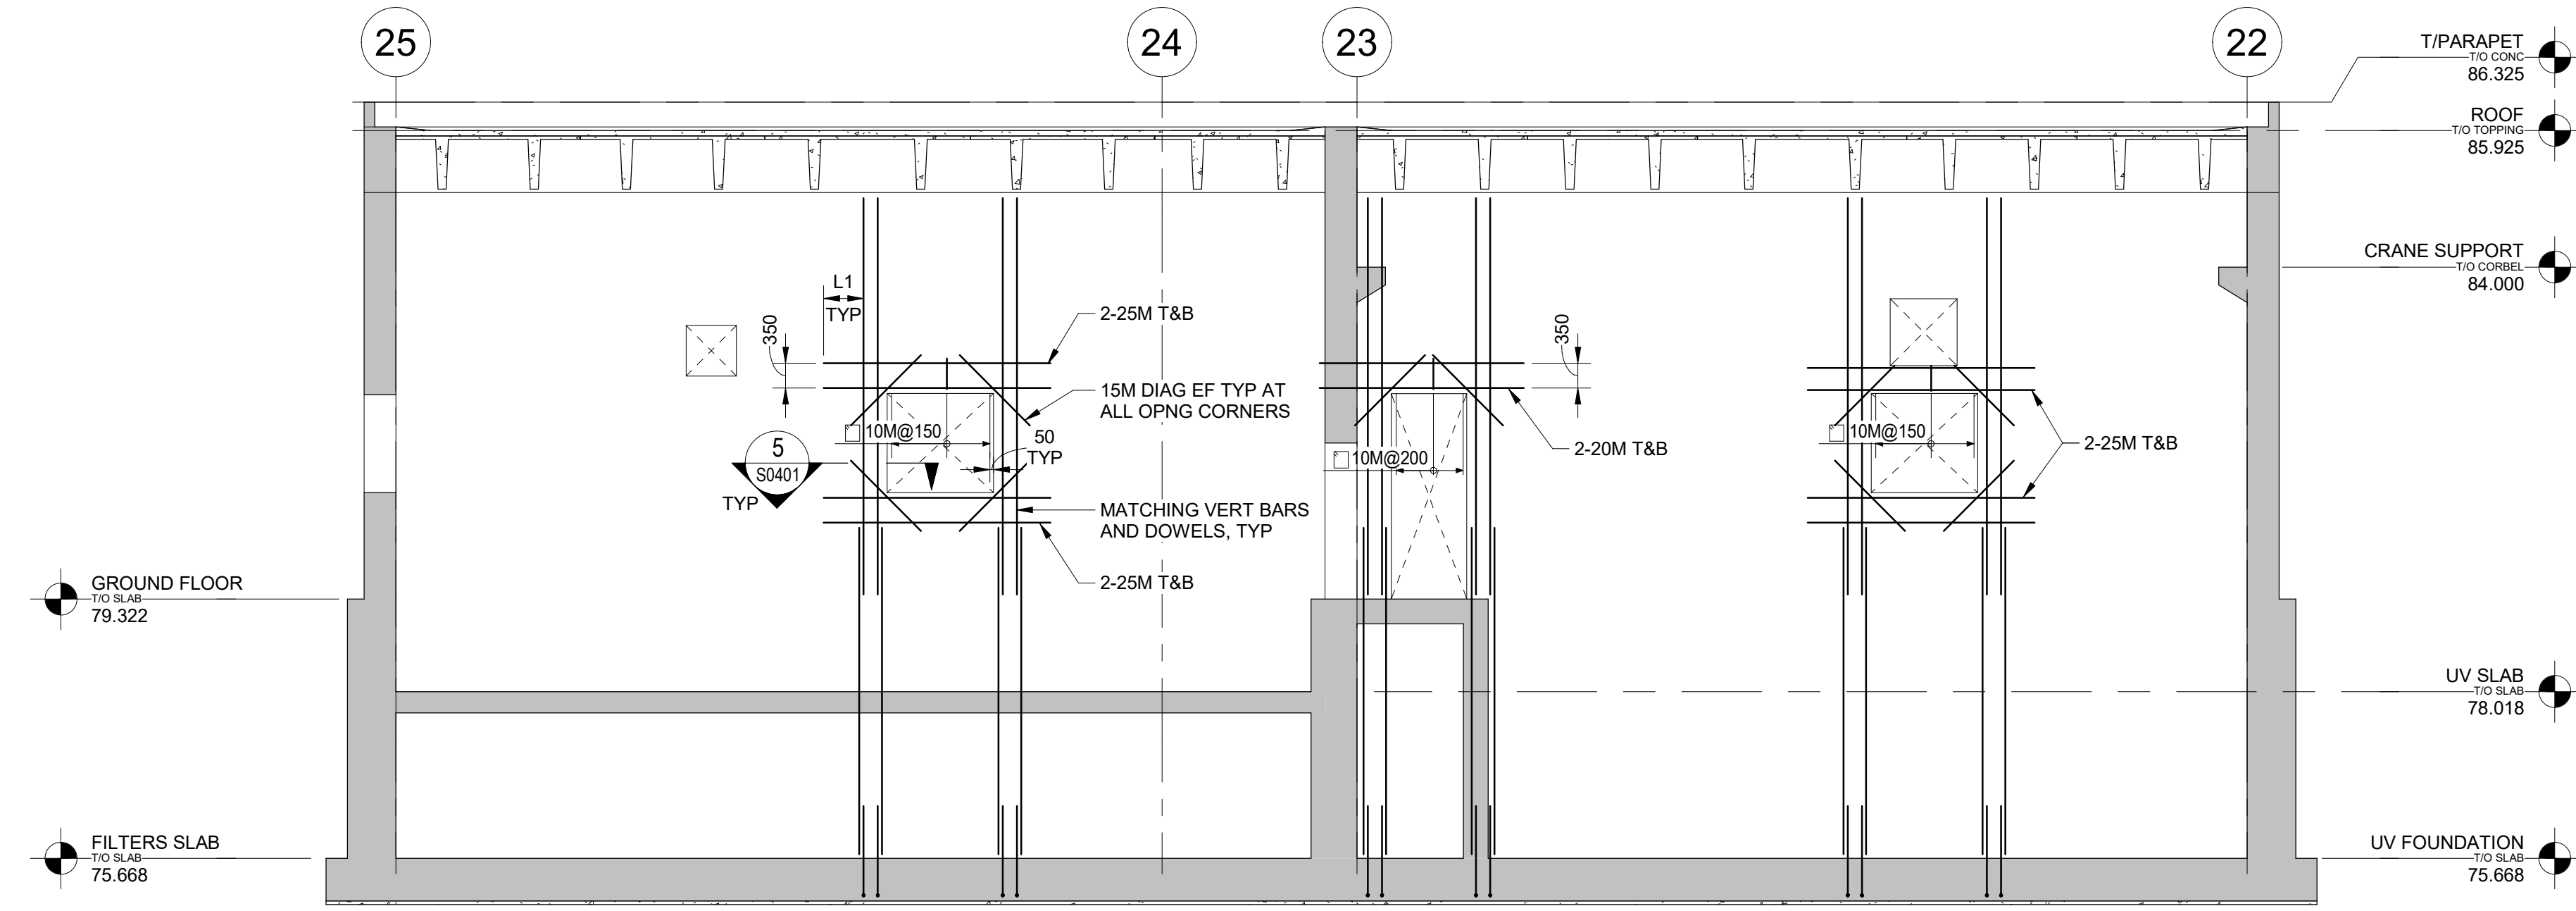 25
24
23
22
T/PARAPET
T/O CONC
86.325
ROOF
T/O TOPPING
85.925
CRANE SUPPORT
T/O CORBEL
84.000
L1
TYP
350
2-25M T&B
350
15M DIAG EF TYP AT
ALL OPNG CORNERS
10M@150
50
TYP
5
S0401
TYP
10M@200
2-20M T&B
10M@150
2-25M T&B
MATCHING VERT BARS
AND DOWELS, TYP
2-25M T&B
GROUND FLOOR
T/O SLAB
79.322
UV SLAB
T/O SLAB
78.018
FILTERS SLAB
T/O SLAB
75.668
UV FOUNDATION
T/O SLAB
75.668